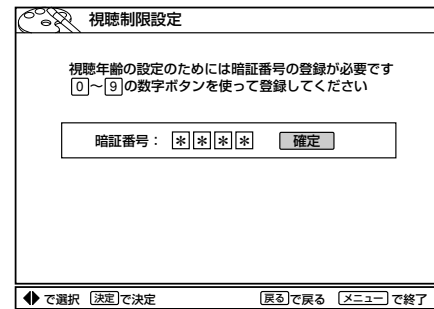 視聴制限設定
視聴年齢の設定のためには暗証番号の登録が必要です
0〜9の数字ボタンを使って登録してください
暗証番号： ＊＊＊＊ 確定
で選択 決定で決定 戻るで戻る メニューで終了